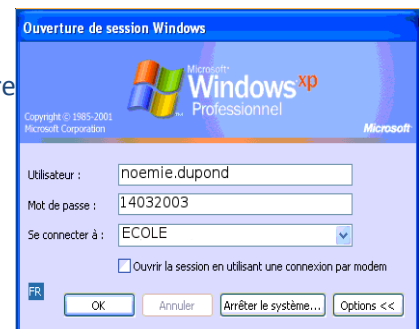 Ouverture de session Windows
re
Microsoft®
Windows xp
Professionnel
Copyright © 1985-2001
Microsoft Corporation
Microsoft
Utilisateur :
noemie.dupond
Mot de passe :
14032003
Se connecter à :
ECOLE
Ouvrir la session en utilisant une connexion par modem
FR
OK
Annuler
Arrêter le système...
Options <<